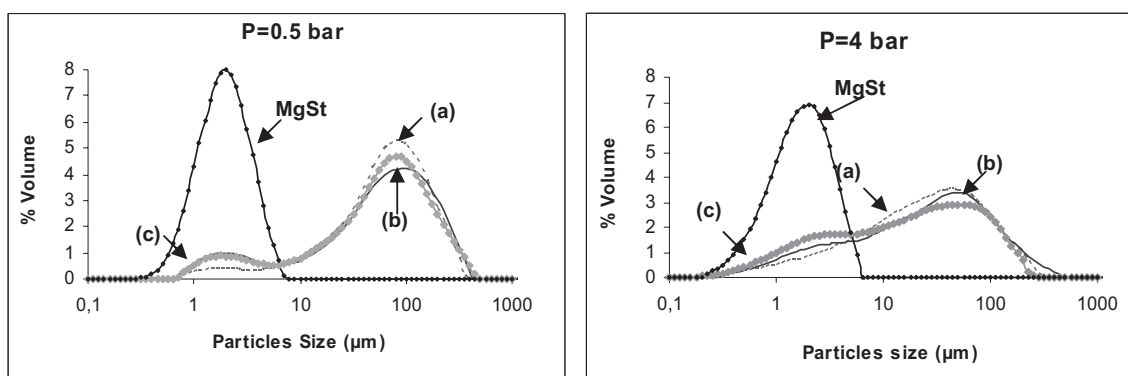 P=0.5 bar
8
7
6
5
4
3
2
1
0
% Volume
MgSt
(a)
(b)
(c)
0,1 1 10 100 1000
Particles Size (µm)
P=4 bar
8
7
6
5
4
3
2
1
0
% Volume
MgSt
(a)
(b)
(c)
0,1 1 10 100 1000
Particles size (µm)